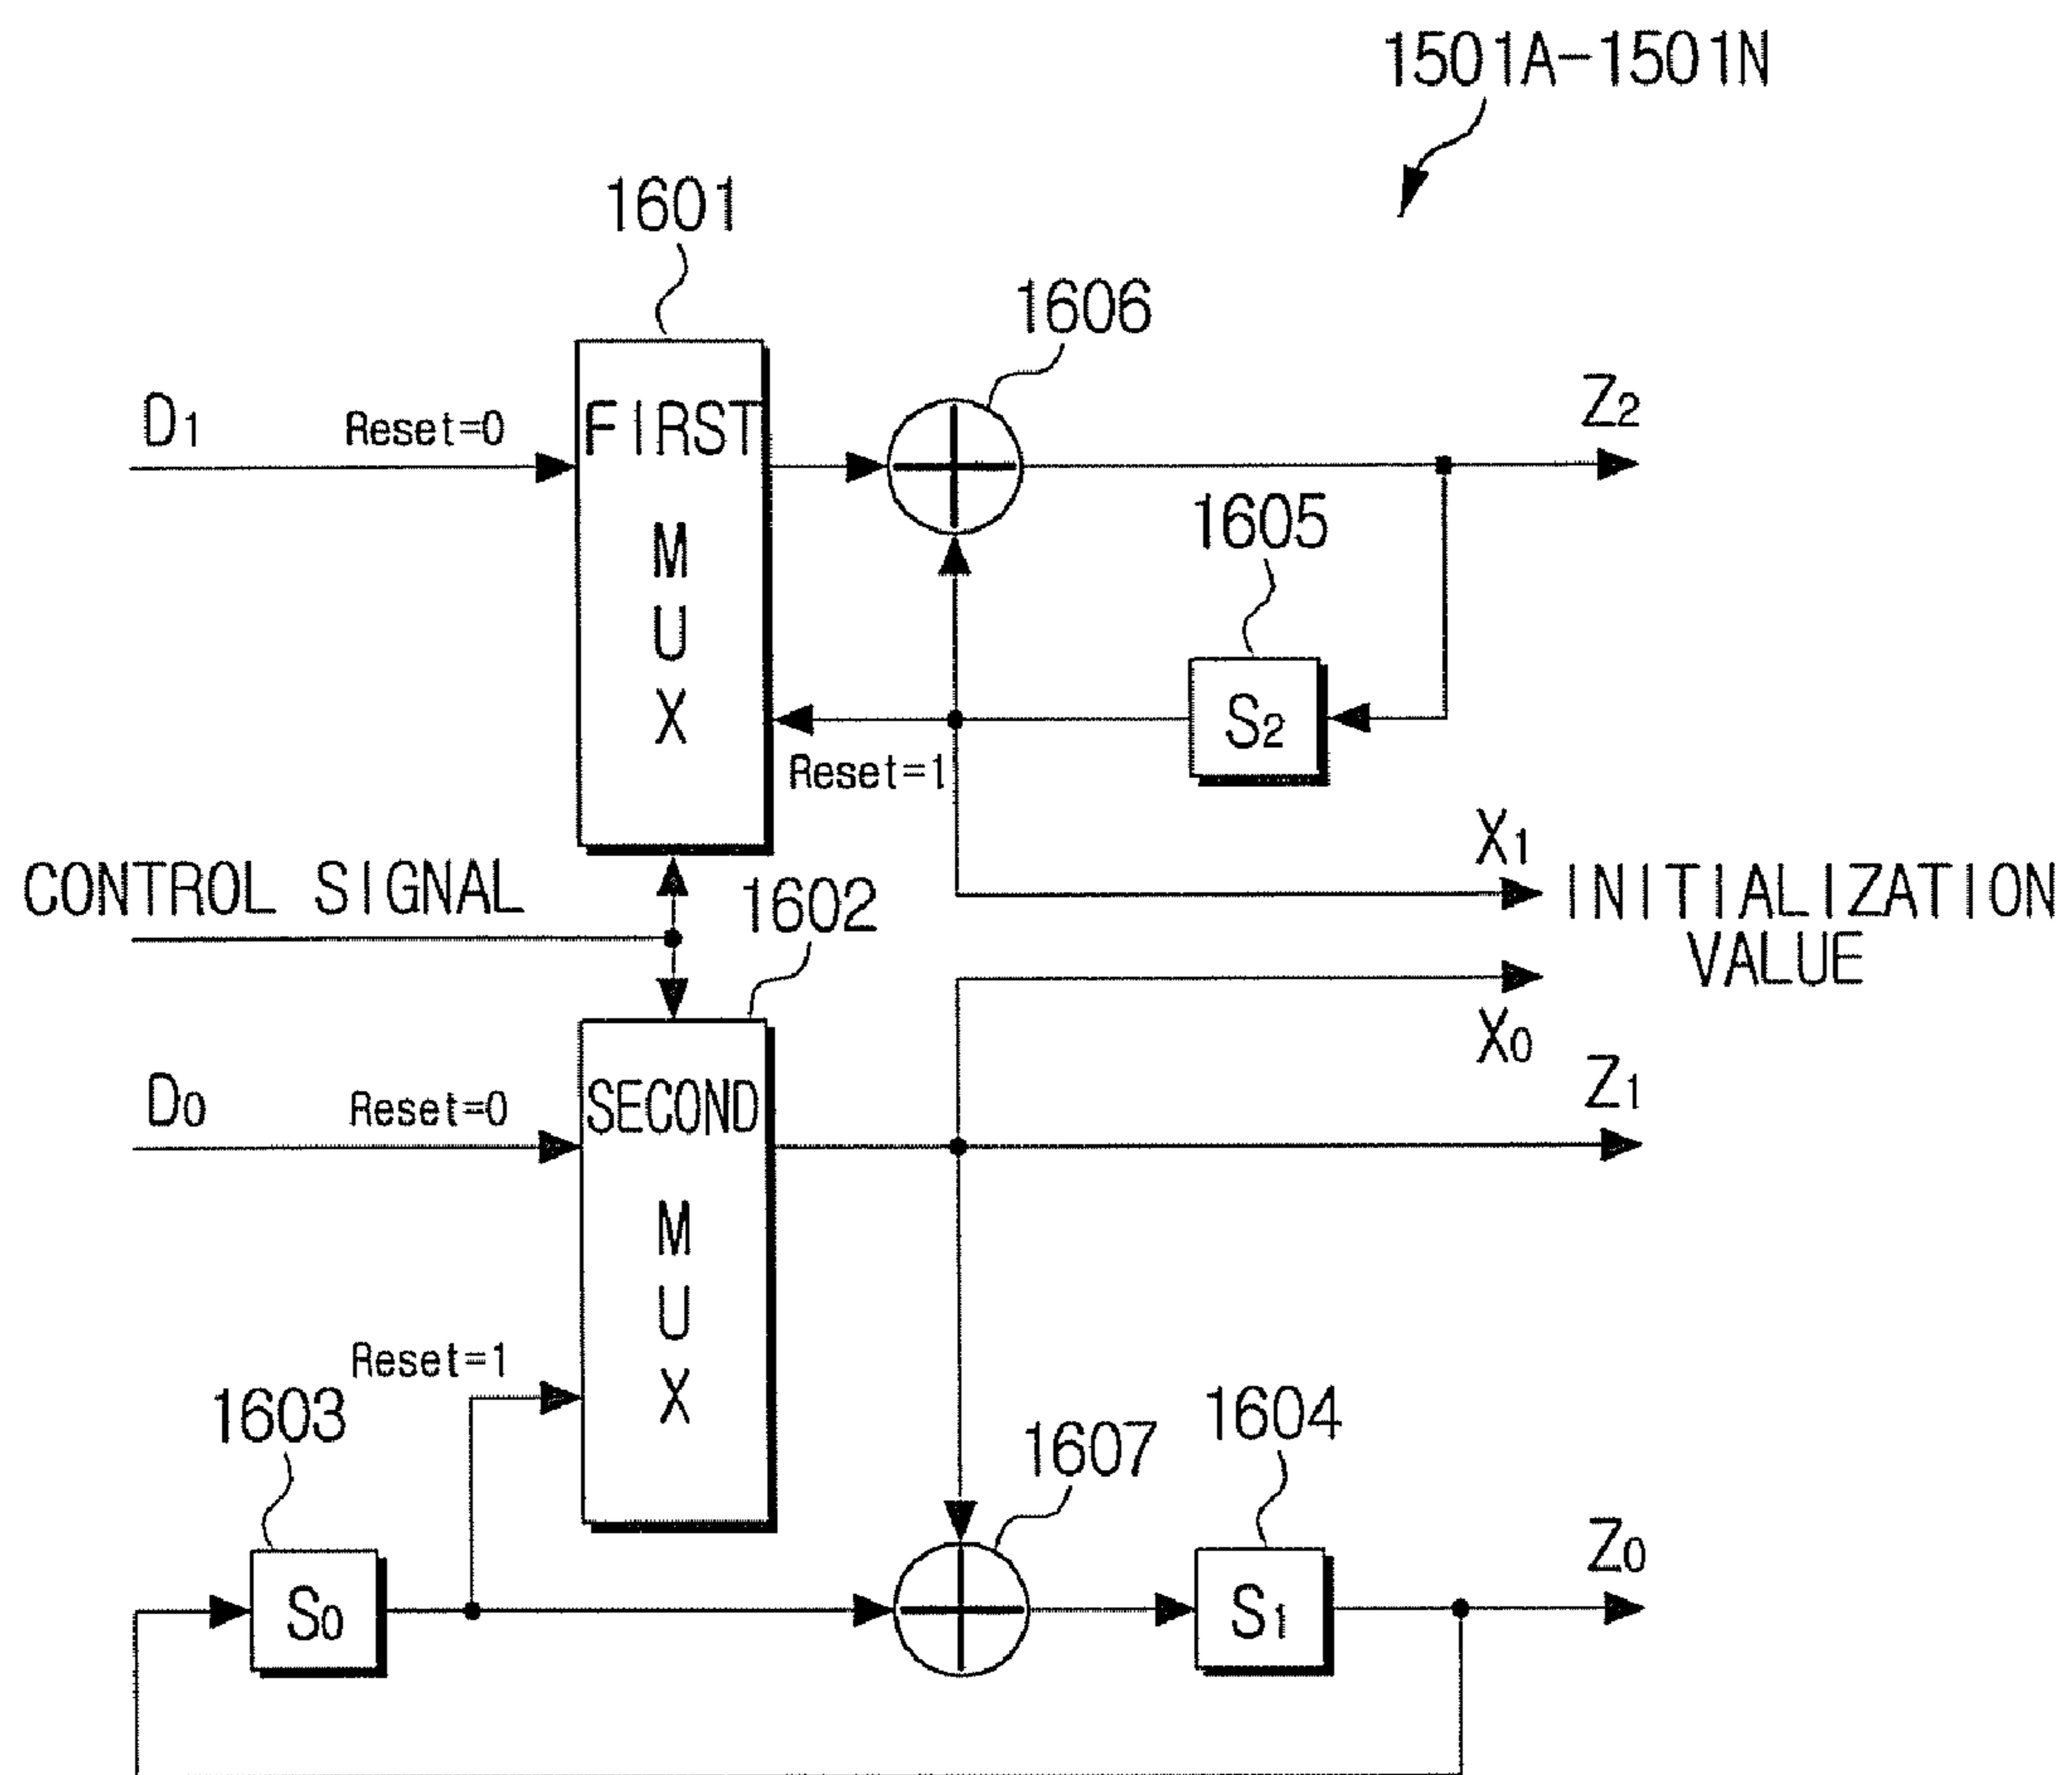 1501A-1501N
1601
1606
D1
Reset=0
FIRST
MUX
Z2
1605
S2
Reset=1
X1
CONTROL SIGNAL
INITIALIZATION
VALUE
1602
X0
D0
Reset=0
SECOND
MUX
Z1
Reset=1
1603
1607
1604
S0
S1
Z0